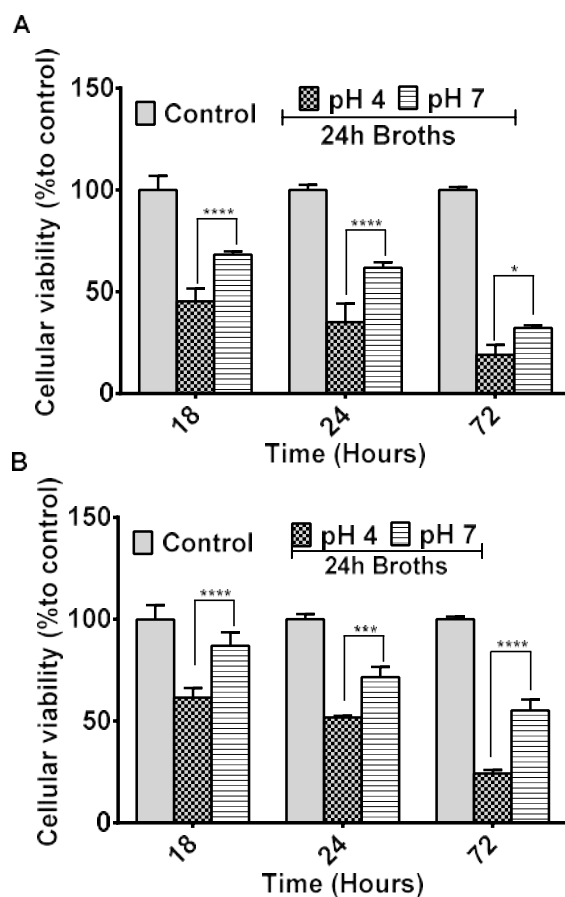 A
Cellular viability (%to control)
150
100
50
0
Control
pH 4
pH 7
24h Broths
****
****
*
18
24
72
Time (Hours)
B
Cellular viability (%to control)
150
100
50
0
Control
pH 4
pH 7
24h Broths
****
***
****
18
24
72
Time (Hours)